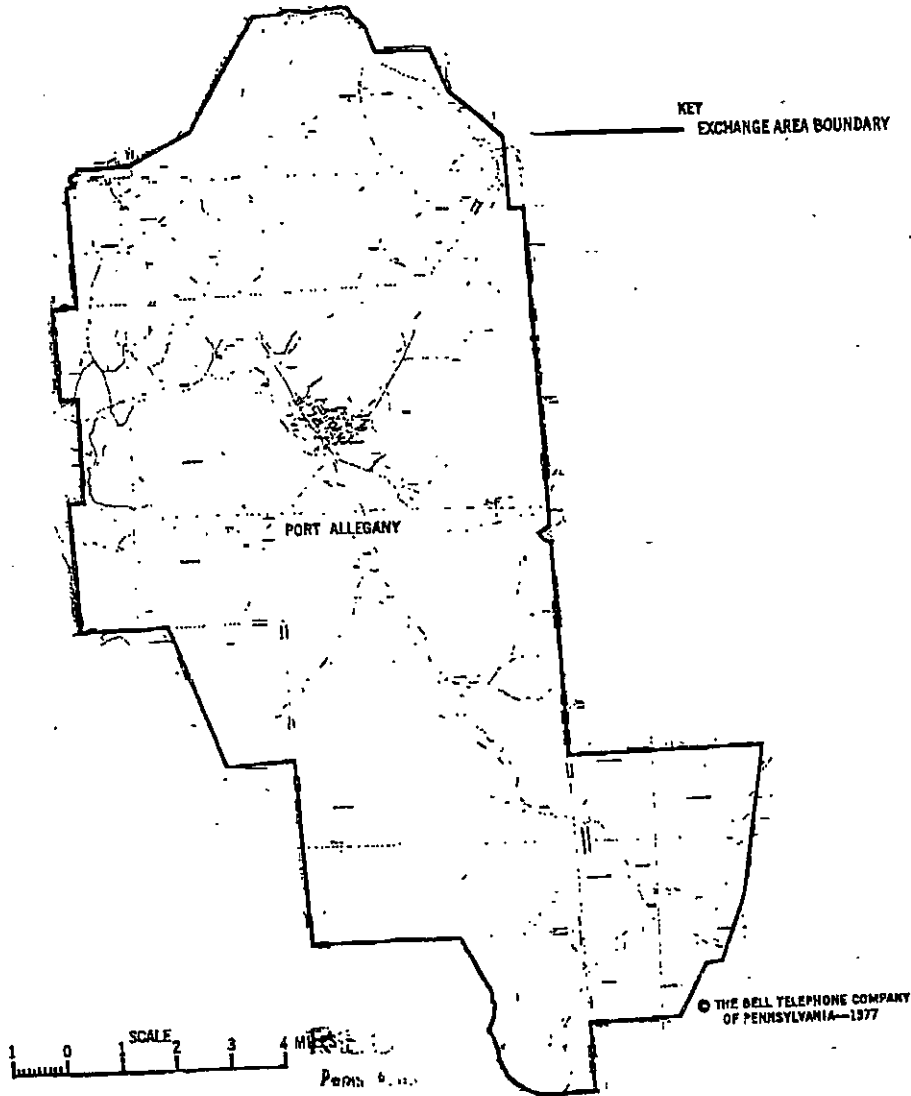 KEY
EXCHANGE AREA BOUNDARY
PORT ALLEGANY
© THE BELL TELEPHONE COMPANY
OF PENNSYLVANIA—1977
SCALE
1 0 1 2 3 4 MILES